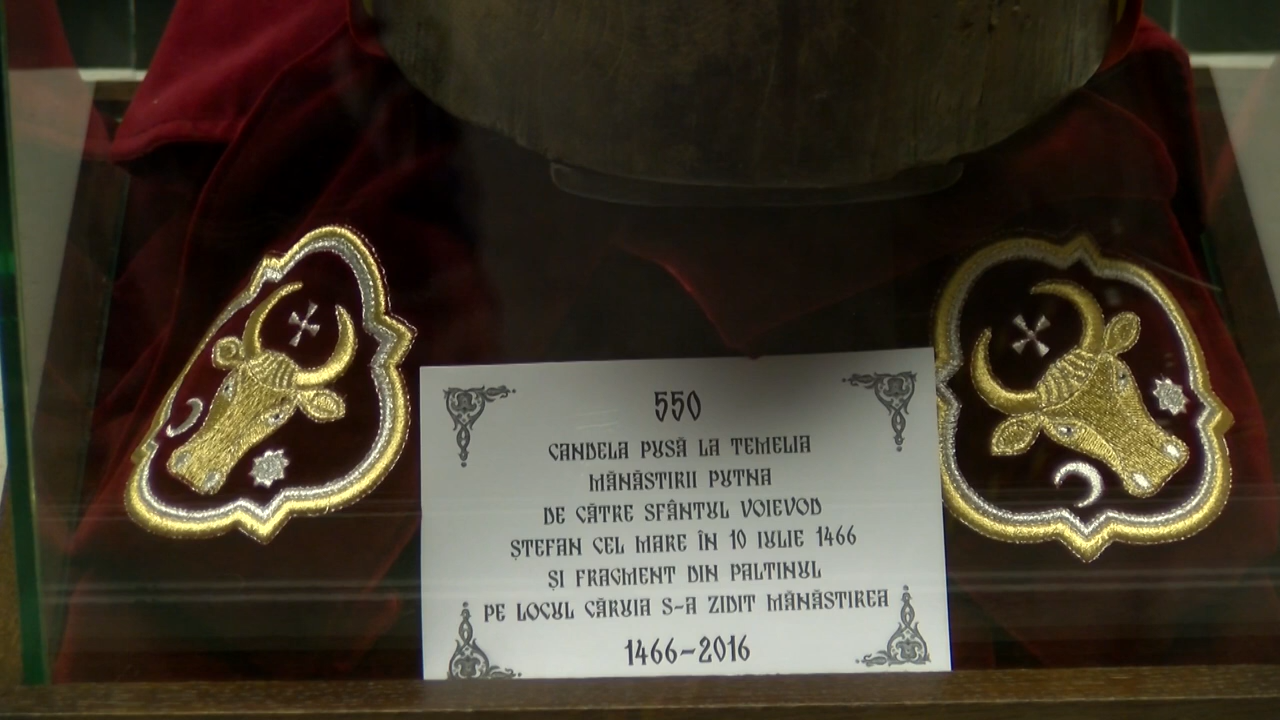 550
CANDELA PUSĂ LA TEMELIA
MĂNĂSTIRII PUTNA
DE CĂTRE SFÂNTUL VOIEVOD
ȘTEFAN CEL MARE ÎN 10 IULIE 1466
ȘI FRAGMENT DIN PALTINUL
PE LOCUL CĂRUIA S-A ZIDIT MĂNĂSTIREA
1466-2016